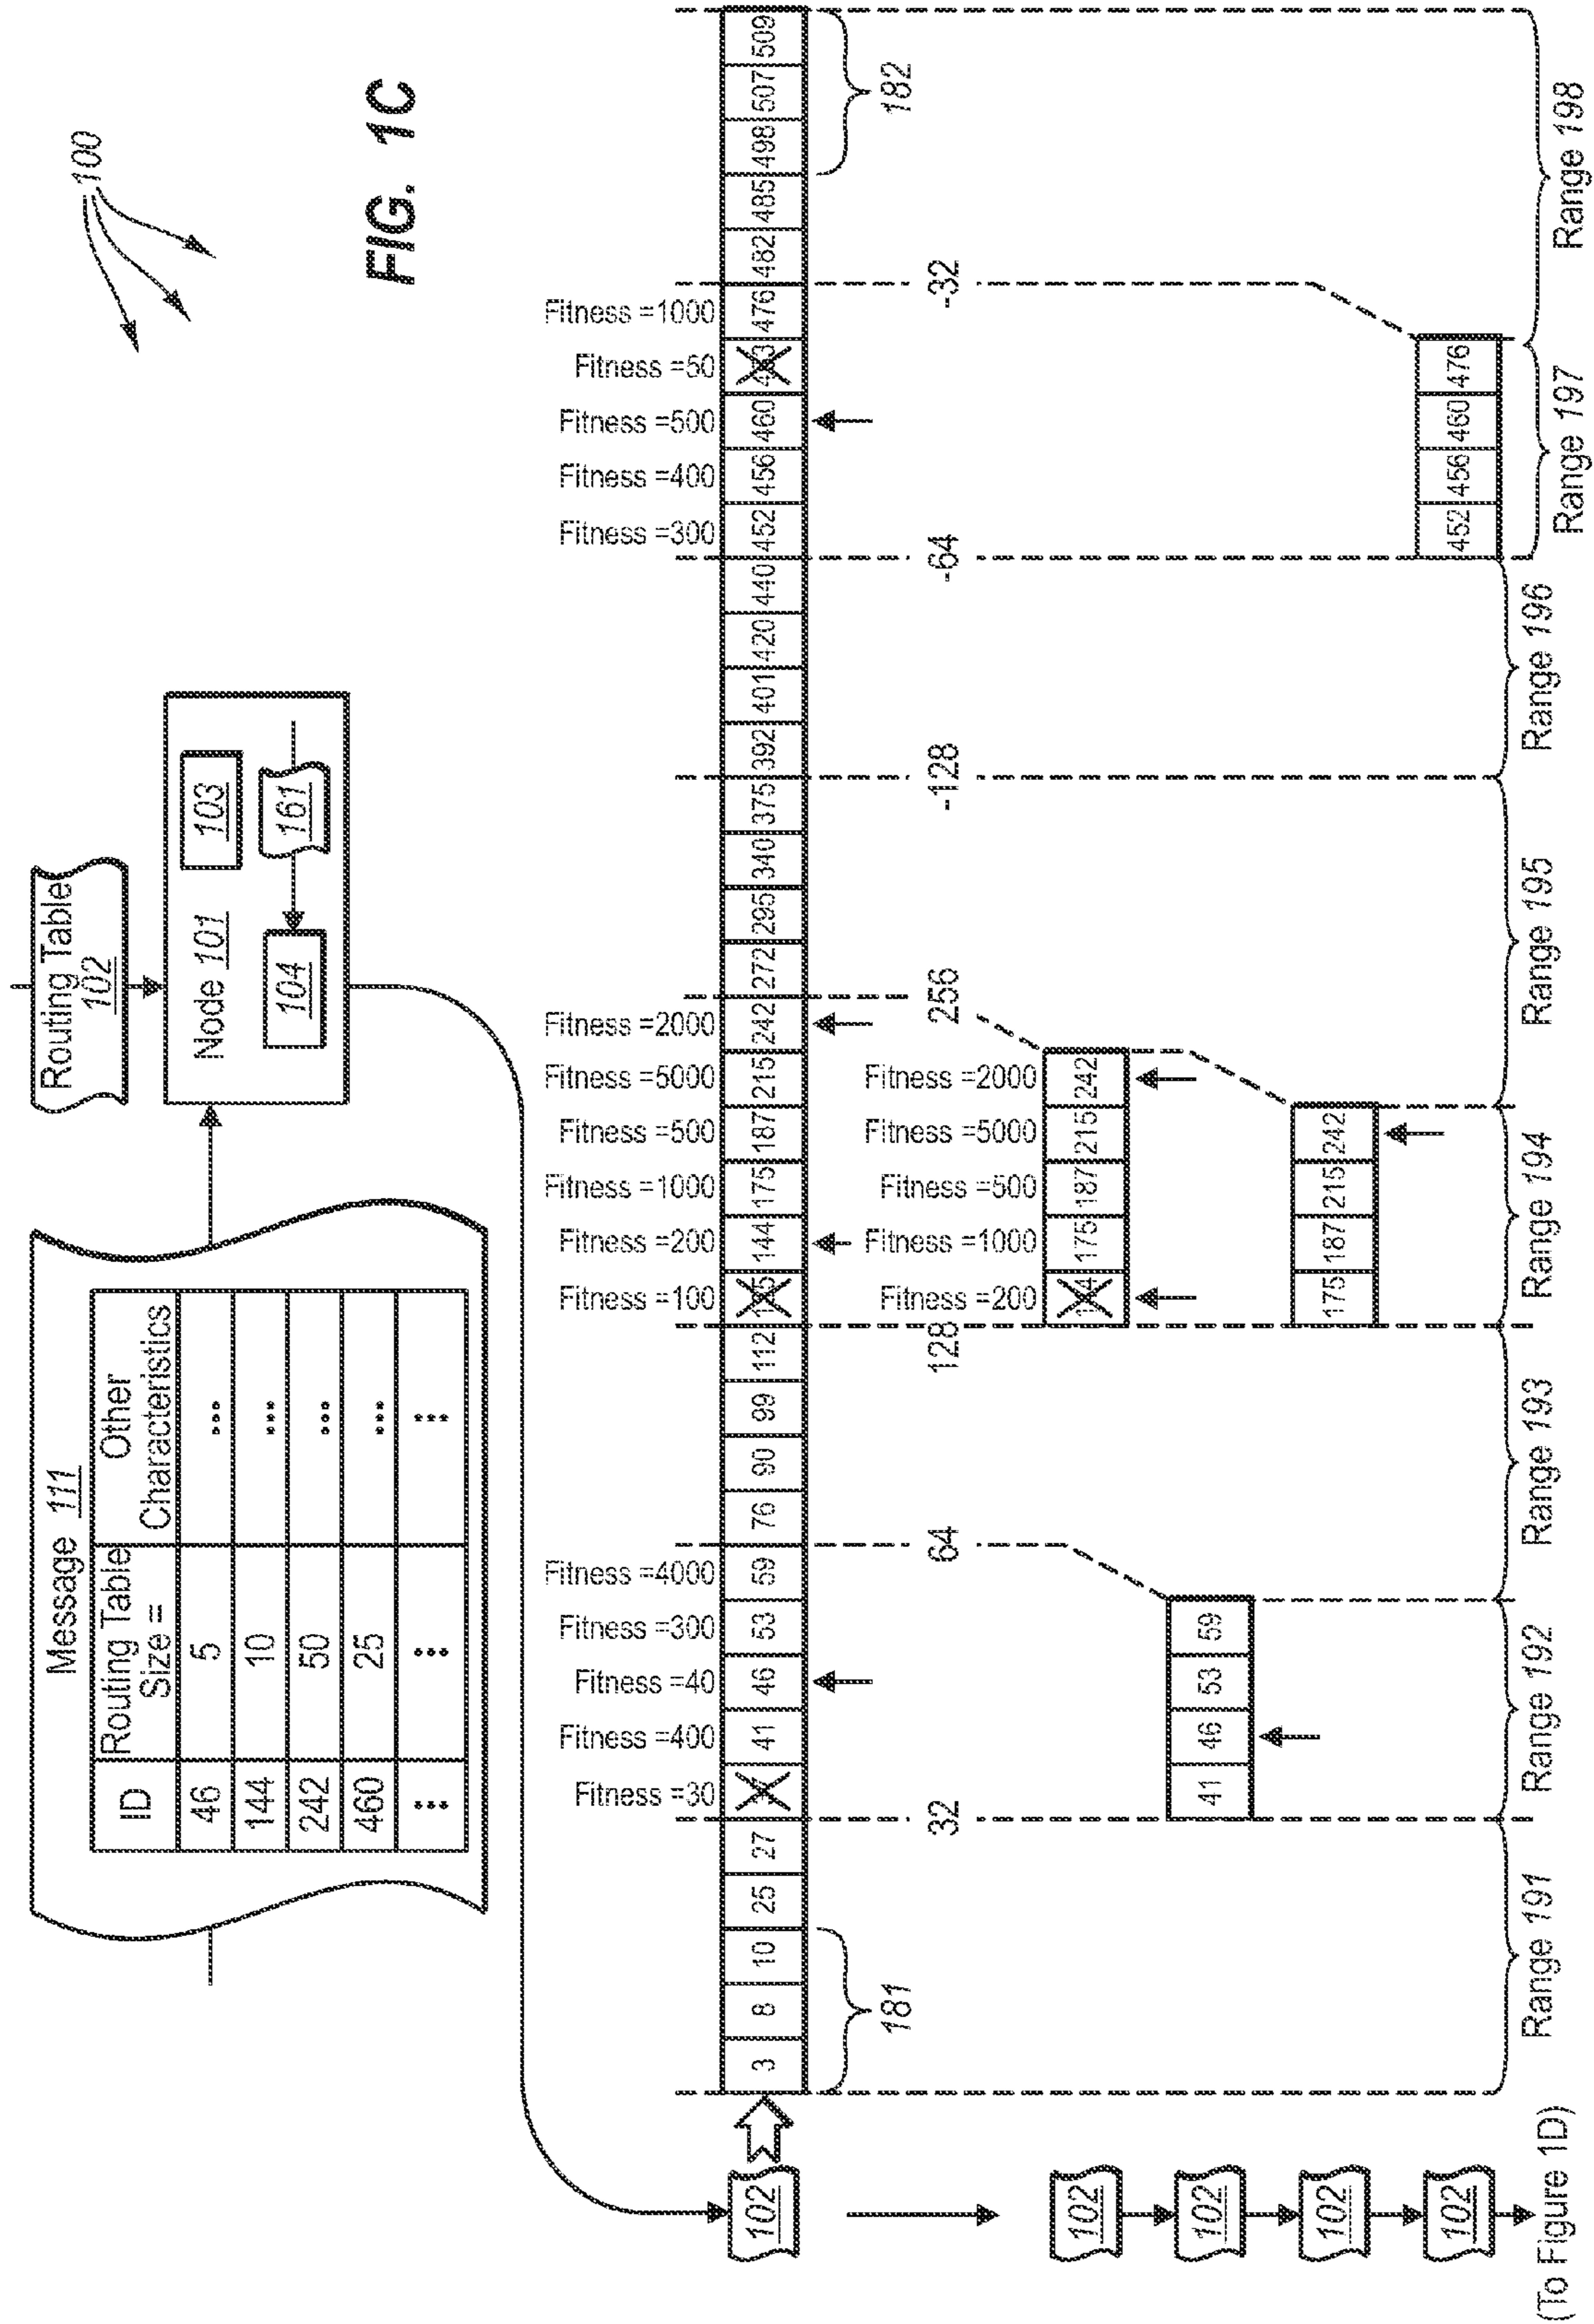 100
FIG. 1C
Routing Table
102
Message 111
ID
Routing Table
Size =
Other
Characteristics
46
5
...
144
10
...
242
50
...
460
25
...
...
...
...
Node 101
103
161
104
Fitness =30
Fitness =400
Fitness =40
Fitness =300
Fitness =4000
Fitness =100
Fitness =200
Fitness =1000
Fitness =500
Fitness =5000
Fitness =2000
Fitness =300
Fitness =400
Fitness =500
Fitness =50
Fitness =1000
102
3 8 10 25 27 41 46 53 59 76 90 99 112 144 175 187 215 242 272 295 340 375 392 401 420 440 452 456 460 476 482 485 498 507 509
181
182
32
64
128
256
-128
-64
-32
Fitness =200
Fitness =1000
Fitness =500
Fitness =5000
Fitness =2000
102
175 187 215 242
102
41 46 53 59
102
175 187 215 242
102
452 456 460 476
Range 191
Range 192
Range 193
Range 194
Range 195
Range 196
Range 197
Range 198
(To Figure 1D)